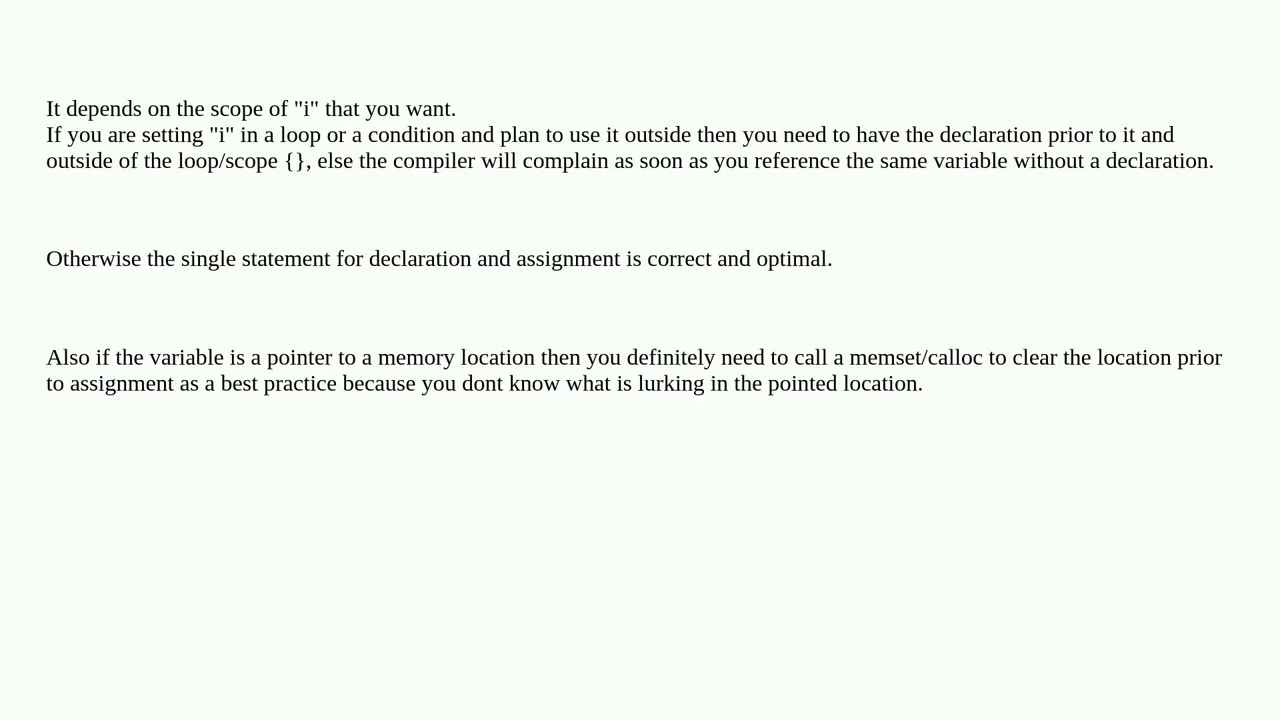 It depends on the scope of "i" that you want.
If you are setting "i" in a loop or a condition and plan to use it outside then you need to have the declaration prior to it and
outside of the loop/scope {}, else the compiler will complain as soon as you reference the same variable without a declaration.
Otherwise the single statement for declaration and assignment is correct and optimal.
Also if the variable is a pointer to a memory location then you definitely need to call a memset/calloc to clear the location prior
to assignment as a best practice because you dont know what is lurking in the pointed location.